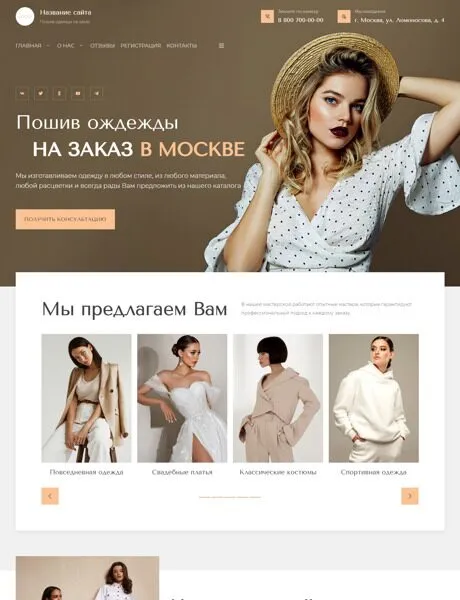 Название сайта
Пошив одежды на заказ
Звоните по номеру
8 800 700-00-00
Мы находимся
г. Москва, ул. Ломоносова, д. 4
ГЛАВНАЯ О НАС ОТЗЫВЫ РЕГИСТРАЦИЯ КОНТАКТЫ
Пошив ождежды
НА ЗАКАЗ В МОСКВЕ
Мы изготавливаем одежду в любом стиле, из любого материала,
любой расцветки и всегда рады Вам предложить из нашего каталога
ПОЛУЧИТЬ КОНСУЛЬТАЦИЮ
Мы предлагаем Вам
В нашей мастерской работают опытные мастера, которые гарантируют
профессиональный подход к каждому заказу
Повседневная одежда
Свадебные платья
Классические костюмы
Спортивная одежда